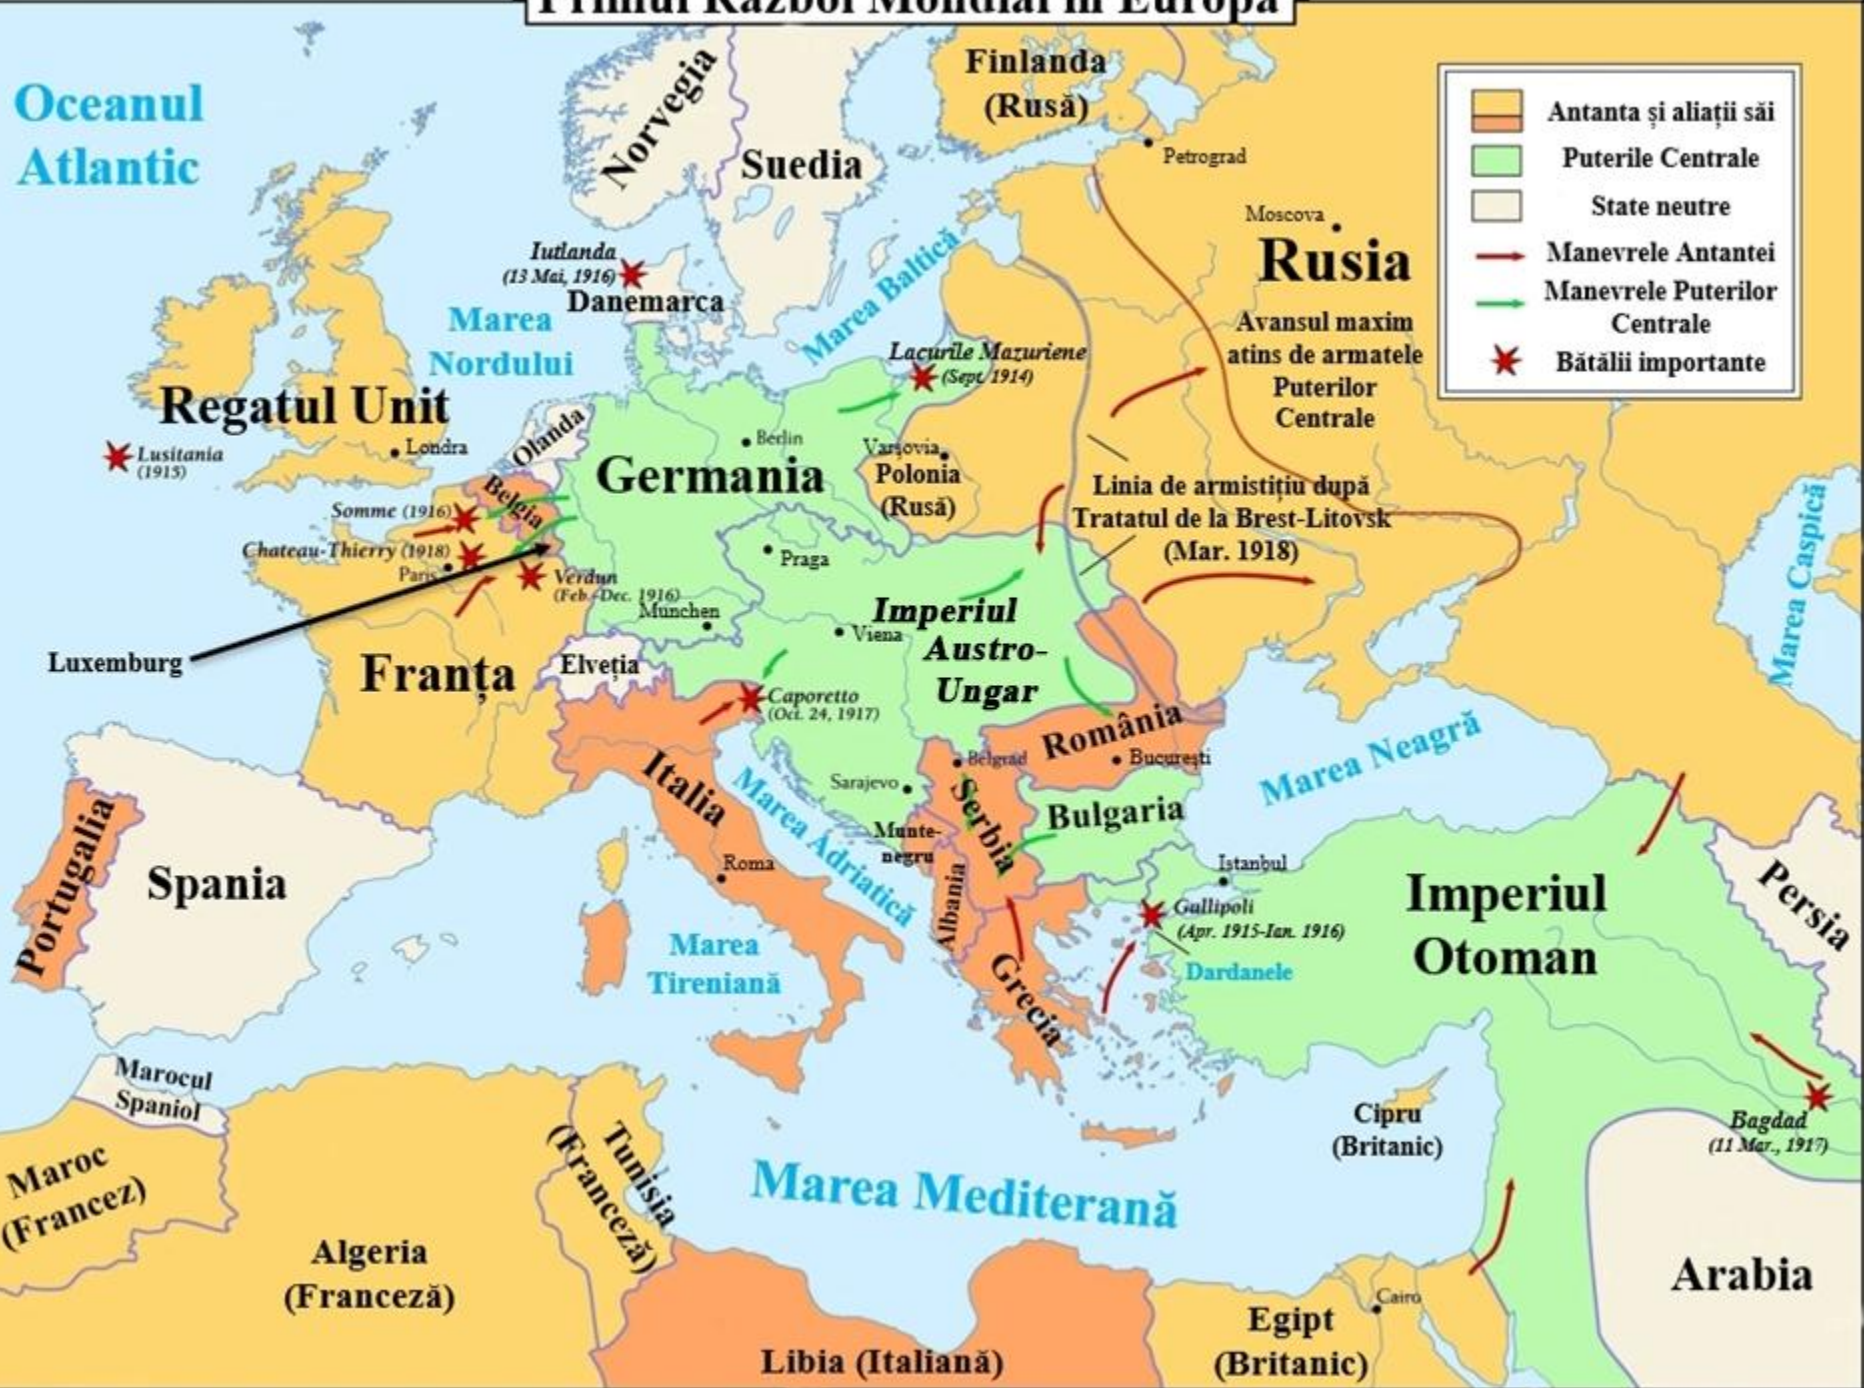 Primul Război Mondial în Europa
Oceanul
Atlantic
Norvegia
Suedia
Finlanda
(Rusă)
Petrograd
Moscova
Rusia
Antanta și aliații săi
Puterile Centrale
State neutre
Manevrele Antantei
Manevrele Puterilor
Centrale
Bătălii importante
Iutlanda
(13 Mai, 1916)
Danemarca
Marea
Nordului
Marea Baltică
Lacurile Mazuriene
(Sept. 1914)
Avansul maxim
atins de armatele
Puterilor
Centrale
Regatul Unit
Londra
Lusitania
(1915)
Olanda
Berlin
Germania
Varșovia
Polonia
(Rusă)
Linia de armistițiu după
Tratatul de la Brest-Litovsk
(Mar. 1918)
Marea Caspică
Belgia
Somme (1916)
Chateau-Thierry (1918)
Paris
Verdun
(Feb.-Dec. 1916)
Praga
Munchen
Viena
Imperiul
Austro-
Ungar
Luxemburg
Franța
Elveția
Caporetto
(Oct. 24, 1917)
România
București
Marea Neagră
Belgrad
Sarajevo
Serbia
Bulgaria
Italia
Marea Adriatică
Munte-
negru
Albania
Roma
Portugalia
Spania
Istanbul
Gallipoli
(Apr. 1915-Ian. 1916)
Dardanele
Imperiul
Otoman
Persia
Marea
Tireniană
Grecia
Marocul
Spaniol
Maroc
(Francez)
Algeria
(Franceză)
Tunisia
(Franceză)
Marea Mediterană
Cipru
(Britanic)
Bagdad
(11 Mar., 1917)
Arabia
Libia (Italiană)
Egipt
(Britanic)
Cairo